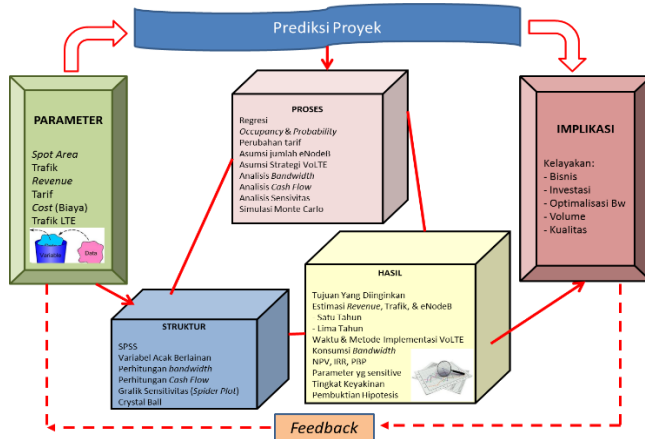 Prediksi Proyek
PARAMETER
Spot Area
Trafik
Revenue
Tarif
Cost (Biaya)
Trafik LTE
Variabel
Data
PROSES
Regresi
Occupancy & Probability
Perubahan tarif
Asumsi jumlah eNodeB
Asumsi Strategi VoLTE
Analisis Bandwidth
Analisis Cash Flow
Analisis Sensivitas
Simulasi Monte Carlo
IMPLIKASI
Kelayakan:
- Bisnis
- Investasi
- Optimalisasi Bw
- Volume
- Kualitas
STRUKTUR
SPSS
Variabel Acak Berlainan
Perhitungan bandwidth
Perhitungan Cash Flow
Grafik Sensitivitas (Spider Plot)
Crystal Ball
HASIL
Tujuan Yang Diinginkan
Estimasi Revenue, Trafik, & eNodeB
Satu Tahun
- Lima Tahun
Waktu & Metode Implementasi VoLTE
Konsumsi Bandwidth
NPV, IRR, PBP
Parameter yg sensitive
Tingkat Keyakinan
Pembuktian Hipotesis
Feedback